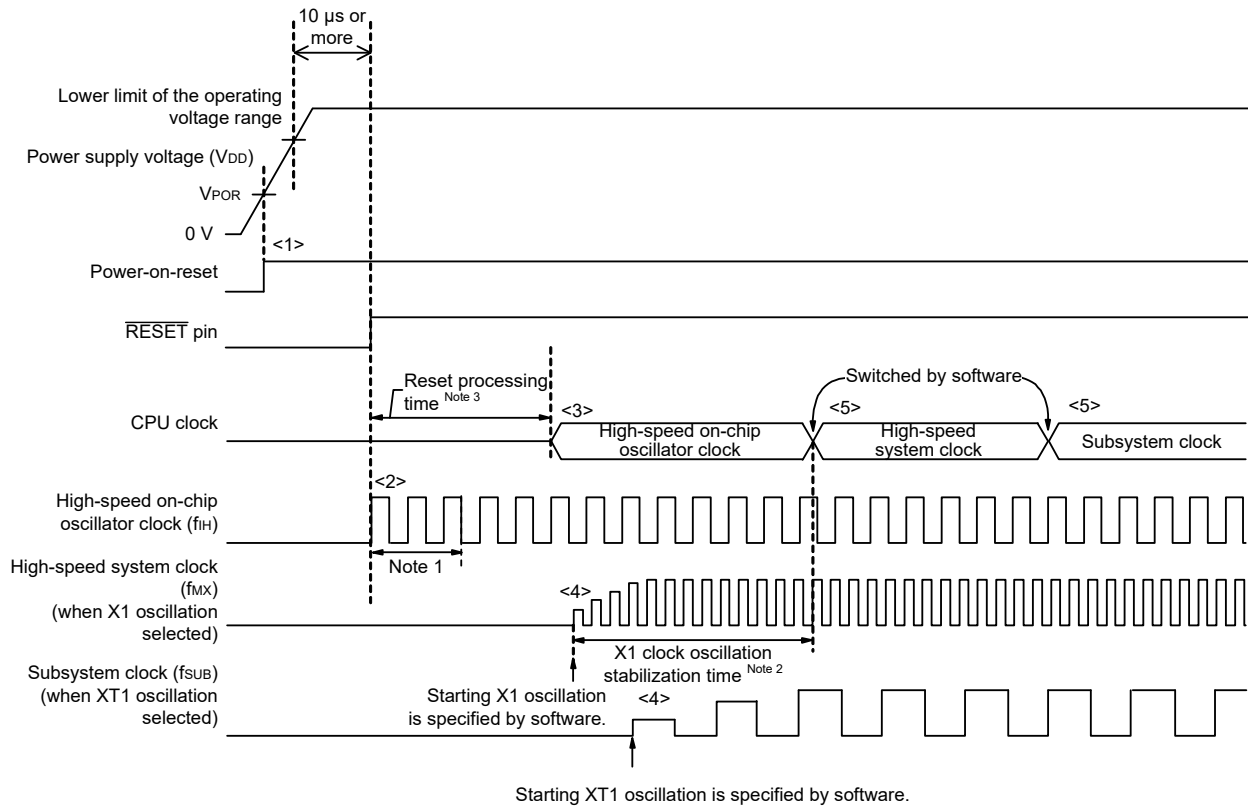 10 µs or
more
Lower limit of the operating
voltage range
Power supply voltage (VDD)
VPOR
0 V
<1>
Power-on-reset
RESET pin
Reset processing
time Note 3
Switched by software
<3>
<5>
<5>
CPU clock
High-speed on-chip
oscillator clock
High-speed
system clock
Subsystem clock
<2>
High-speed on-chip
oscillator clock (fIH)
Note 1
High-speed system clock
(fMX)
(when X1 oscillation
selected)
<4>
X1 clock oscillation
stabilization time Note 2
Subsystem clock (fSUB)
(when XT1 oscillation
selected)
Starting X1 oscillation
is specified by software.
<4>
Starting XT1 oscillation is specified by software.